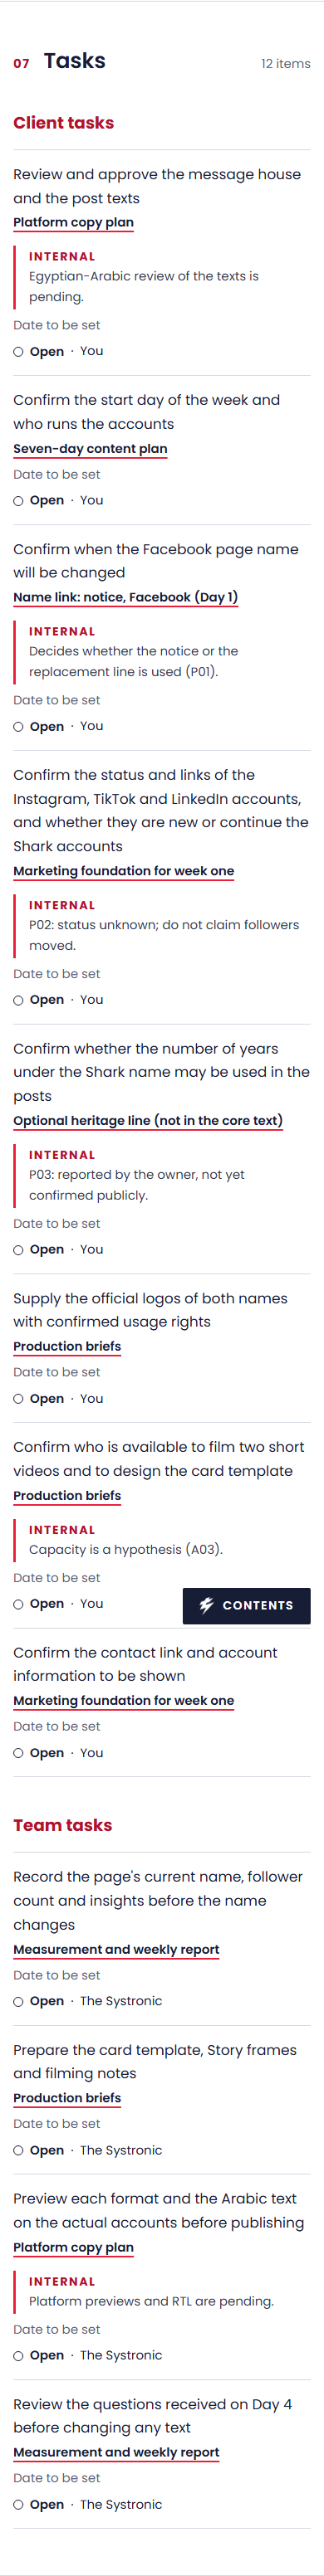 07 Tasks 12 items
Client tasks
Review and approve the message house
and the post texts
Platform copy plan
INTERNAL
Egyptian-Arabic review of the texts is
pending.
Date to be set
Open · You
Confirm the start day of the week and
who runs the accounts
Seven-day content plan
Date to be set
Open · You
Confirm when the Facebook page name
will be changed
Name link: notice, Facebook (Day 1)
INTERNAL
Decides whether the notice or the
replacement line is used (P01).
Date to be set
Open · You
Confirm the status and links of the
Instagram, TikTok and LinkedIn accounts,
and whether they are new or continue the
Shark accounts
Marketing foundation for week one
INTERNAL
P02: status unknown; do not claim followers
moved.
Date to be set
Open · You
Confirm whether the number of years
under the Shark name may be used in the
posts
Optional heritage line (not in the core text)
INTERNAL
P03: reported by the owner, not yet
confirmed publicly.
Date to be set
Open · You
Supply the official logos of both names
with confirmed usage rights
Production briefs
Date to be set
Open · You
Confirm who is available to film two short
videos and to design the card template
Production briefs
INTERNAL
Capacity is a hypothesis (A03).
Date to be set
Open · You
CONTENTS
Confirm the contact link and account
information to be shown
Marketing foundation for week one
Date to be set
Open · You
Team tasks
Record the page's current name, follower
count and insights before the name
changes
Measurement and weekly report
Date to be set
Open · The Systronic
Prepare the card template, Story frames
and filming notes
Production briefs
Date to be set
Open · The Systronic
Preview each format and the Arabic text
on the actual accounts before publishing
Platform copy plan
INTERNAL
Platform previews and RTL are pending.
Date to be set
Open · The Systronic
Review the questions received on Day 4
before changing any text
Measurement and weekly report
Date to be set
Open · The Systronic